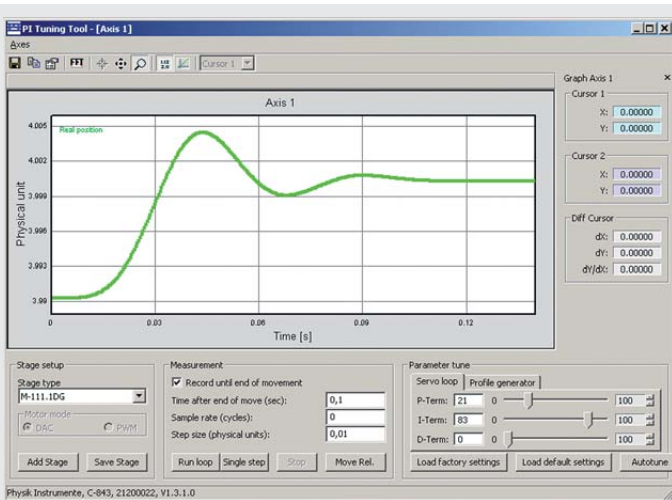 PI Tuning Tool - [Axis 1]
Axes
FFT
1:2
2.0
Cursor 1
Graph Axis 1
Cursor 1
X: 0.00000
Y: 0.00000
Cursor 2
X: 0.00000
Y: 0.00000
Diff Cursor
dX: 0.00000
dY: 0.00000
dY/dX: 0.00000
Axis 1
Real position
Physical unit
4.005
4.002
3.999
3.996
3.993
3.99
0 0.03 0.06 0.09 0.12
Time [s]
Stage setup
Stage type
M-111.1DG
Motor mode
DAC PWM
Add Stage Save Stage
Measurement
Record until end of movement
Time after end of move (sec): 0,1
Sample rate (cycles): 0
Step size (physical units): 0,01
Run loop Single step Stop Move Rel.
Parameter tune
Servo loop Profile generator
P-Term: 21 0 100
I-Term: 83 0 100
D-Term: 0 0 100
Load factory settings Load default settings Autotune
Physik Instrumente, C-843, 21200022, V1.3.1.0